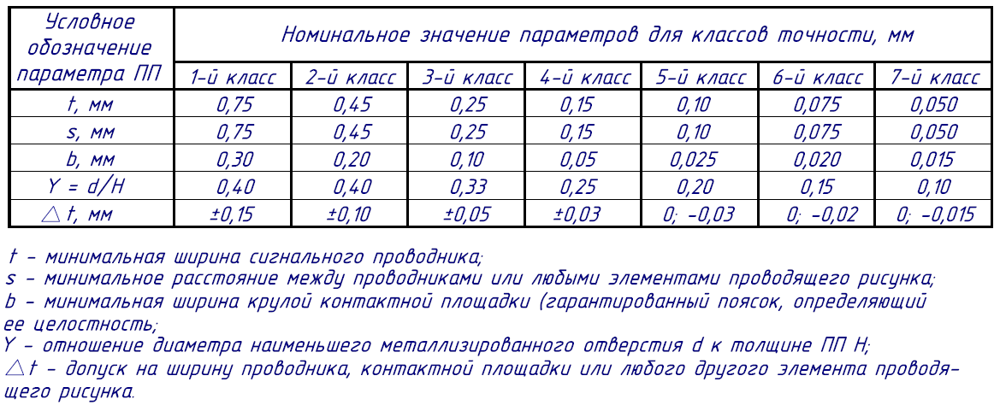 Условное
обозначение
параметра ПП
Номинальное значение параметров для классов точности, мм
1-й класс 2-й класс 3-й класс 4-й класс 5-й класс 6-й класс 7-й класс
t, мм 0,75 0,45 0,25 0,15 0,10 0,075 0,050
s, мм 0,75 0,45 0,25 0,15 0,10 0,075 0,050
b, мм 0,30 0,20 0,10 0,05 0,025 0,020 0,015
Y = d/H 0,40 0,40 0,33 0,25 0,20 0,15 0,10
△ t, мм ±0,15 ±0,10 ±0,05 ±0,03 0; -0,03 0; -0,02 0; -0,015
t - минимальная ширина сигнального проводника;
s - минимальное расстояние между проводниками или любыми элементами проводящего рисунка;
b - минимальная ширина крулой контактной площадки (гарантированный поясок, определяющий
ее целостность;
Y - отношение диаметра наименьшего металлизированного отверстия d к толщине ПП H;
△ t - допуск на ширину проводника, контактной площадки или любого другого элемента проводя-
щего рисунка.